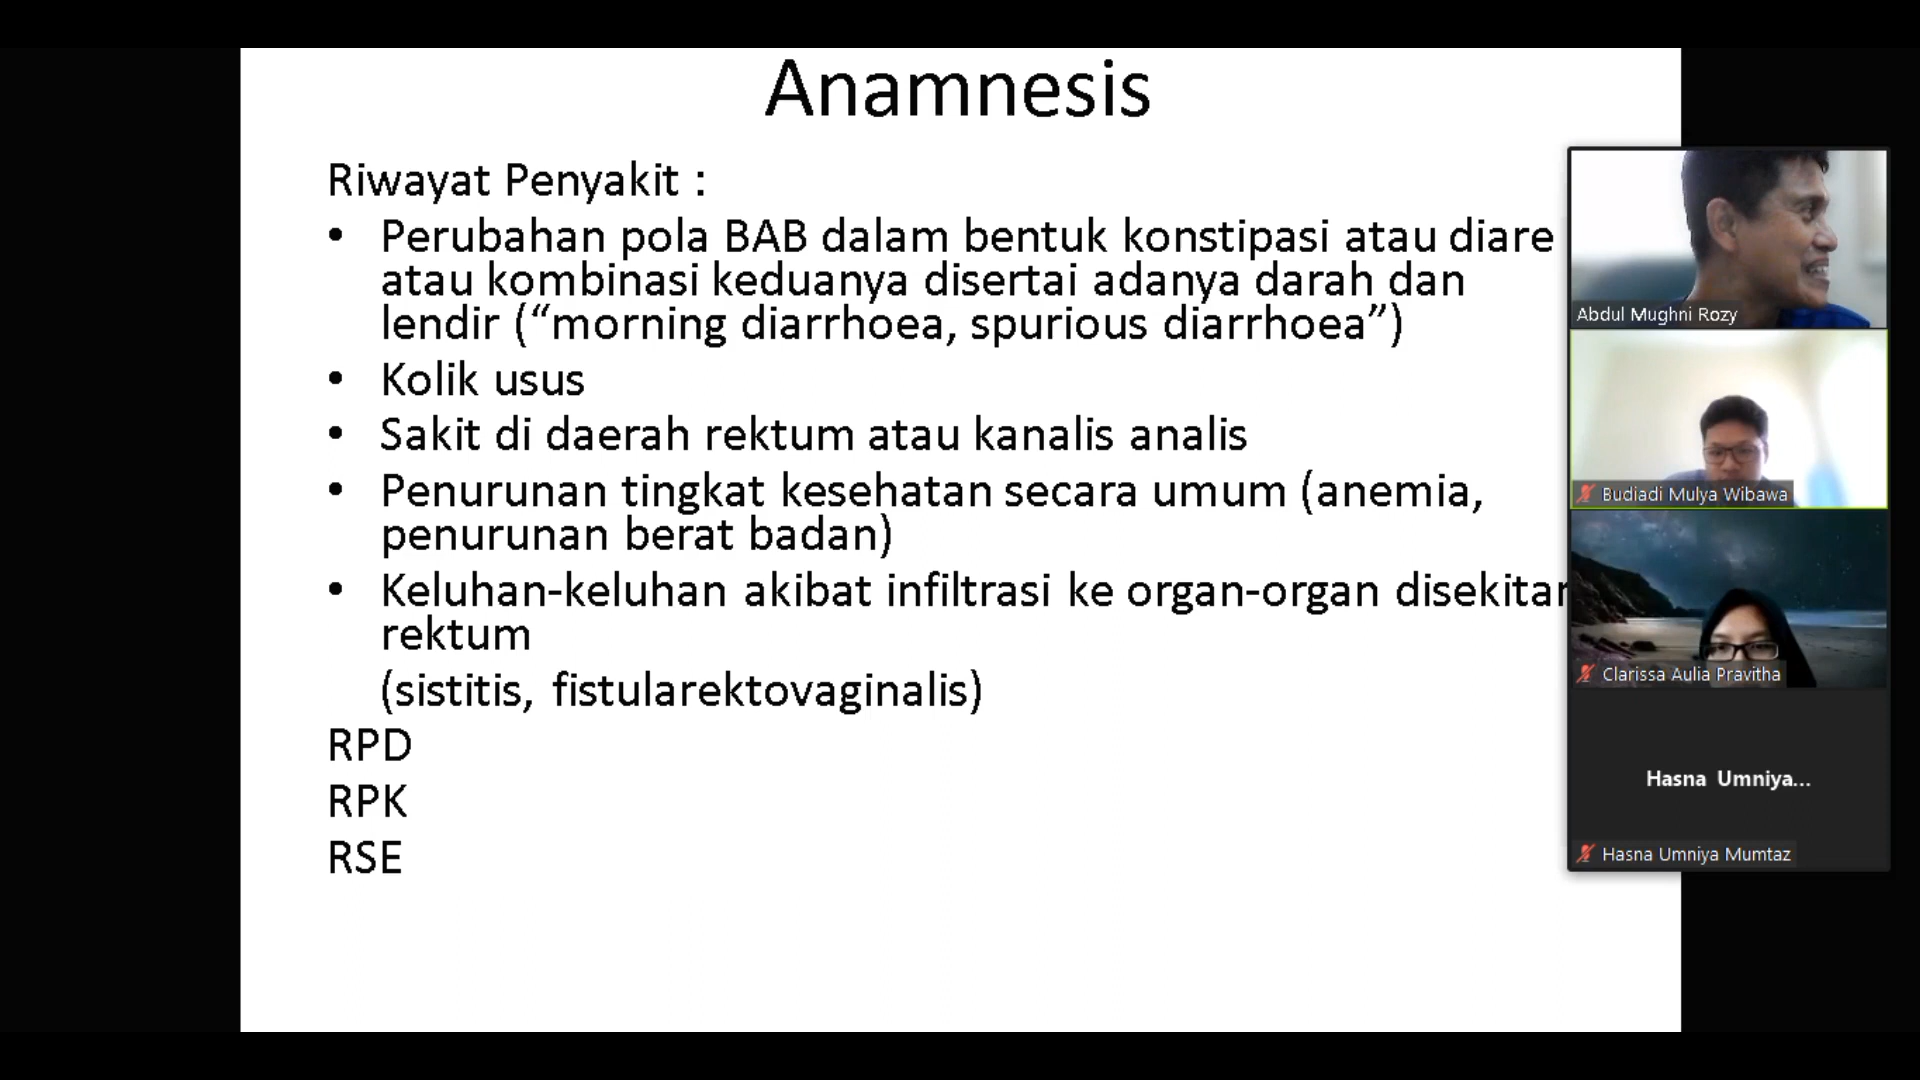 Anamnesis
Riwayat Penyakit :
• Perubahan pola BAB dalam bentuk konstipasi atau diare
atau kombinasi keduanya disertai adanya darah dan
lendir (“morning diarrhoea, spurious diarrhoea”)
• Kolik usus
• Sakit di daerah rektum atau kanalis analis
• Penurunan tingkat kesehatan secara umum (anemia,
penurunan berat badan)
• Keluhan-keluhan akibat infiltrasi ke organ-organ disekitar
rektum
(sistitis, fistularektovaginalis)
RPD
RPK
RSE
Abdul Mughni Rozy
Budiadi Mulya Wibawa
Clarissa Aulia Pravitha
Hasna Umniya...
Hasna Umniya Mumtaz